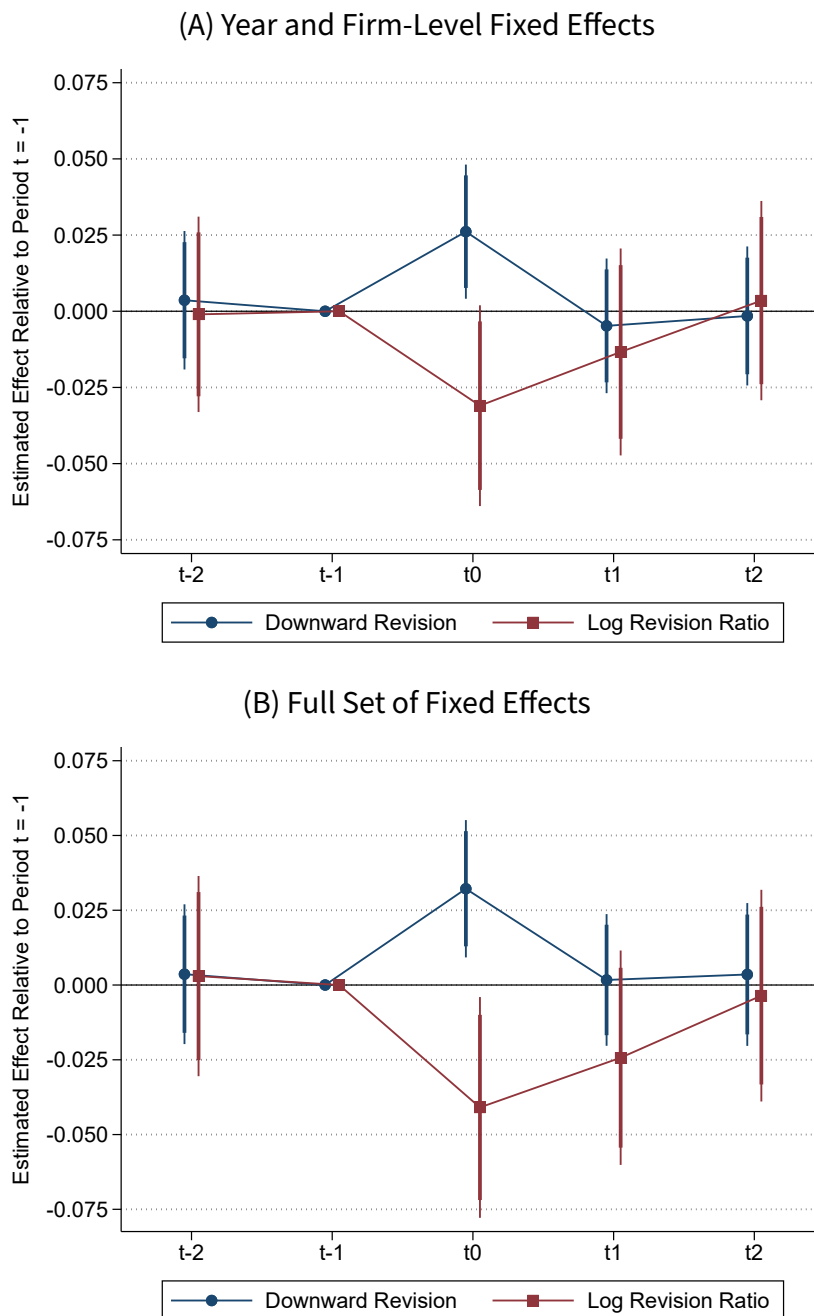 (A) Year and Firm-Level Fixed Effects
Estimated Effect Relative to Period t = -1
0.075
0.050
0.025
0.000
-0.025
-0.050
-0.075
t-2 t-1 t0 t1 t2
Downward Revision Log Revision Ratio
(B) Full Set of Fixed Effects
Estimated Effect Relative to Period t = -1
0.075
0.050
0.025
0.000
-0.025
-0.050
-0.075
t-2 t-1 t0 t1 t2
Downward Revision Log Revision Ratio